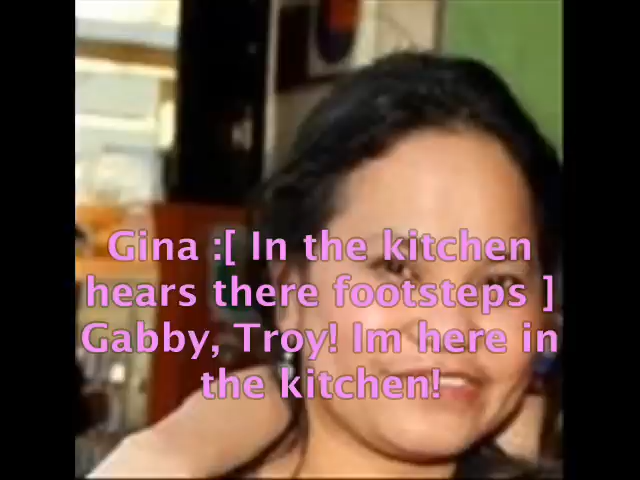 Gina :[ In the kitchen
hears there footsteps ]
Gabby, Troy! Im here in
the kitchen!